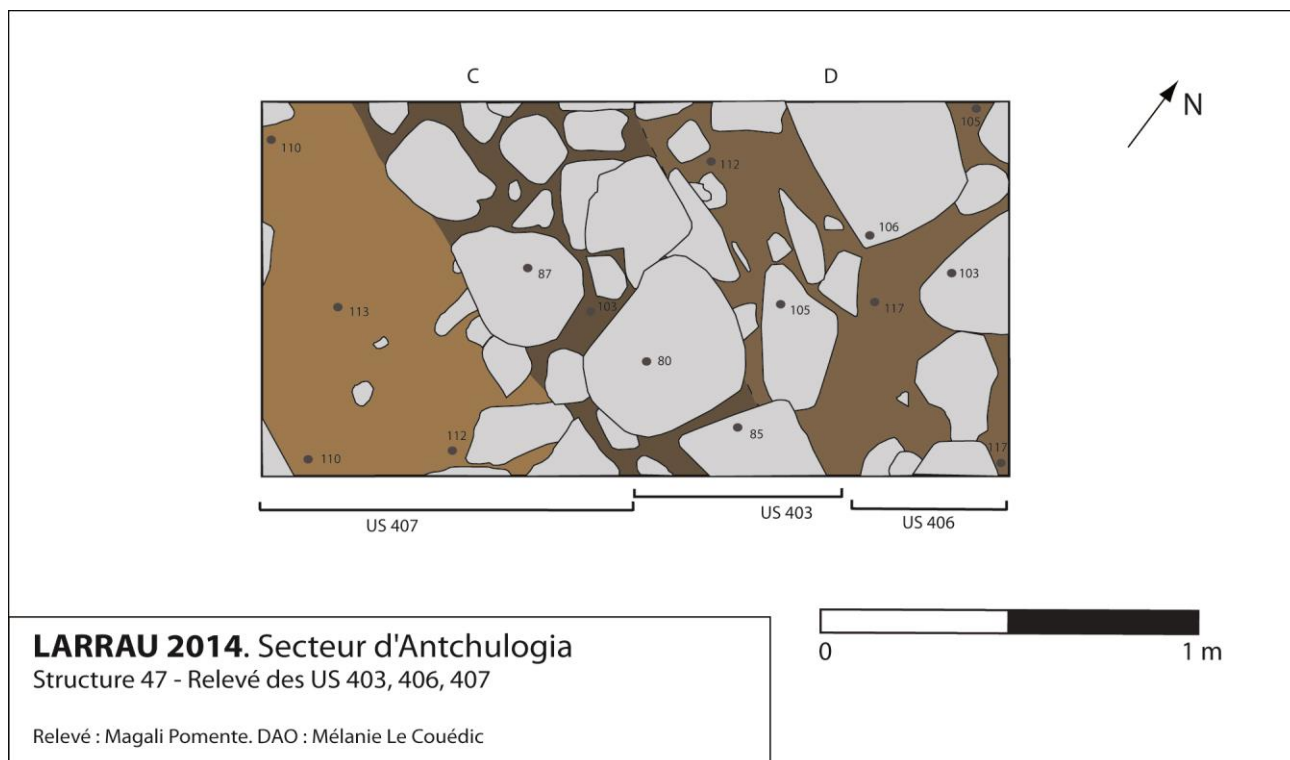 C
D
N
110
105
112
106
87
103
113
103
105
117
80
85
112
110
117
US 407
US 403
US 406
LARRAU 2014. Secteur d'Antchulogia
Structure 47 - Relevé des US 403, 406, 407
Relevé : Magali Pomente. DAO : Mélanie Le Couédic
0
1 m